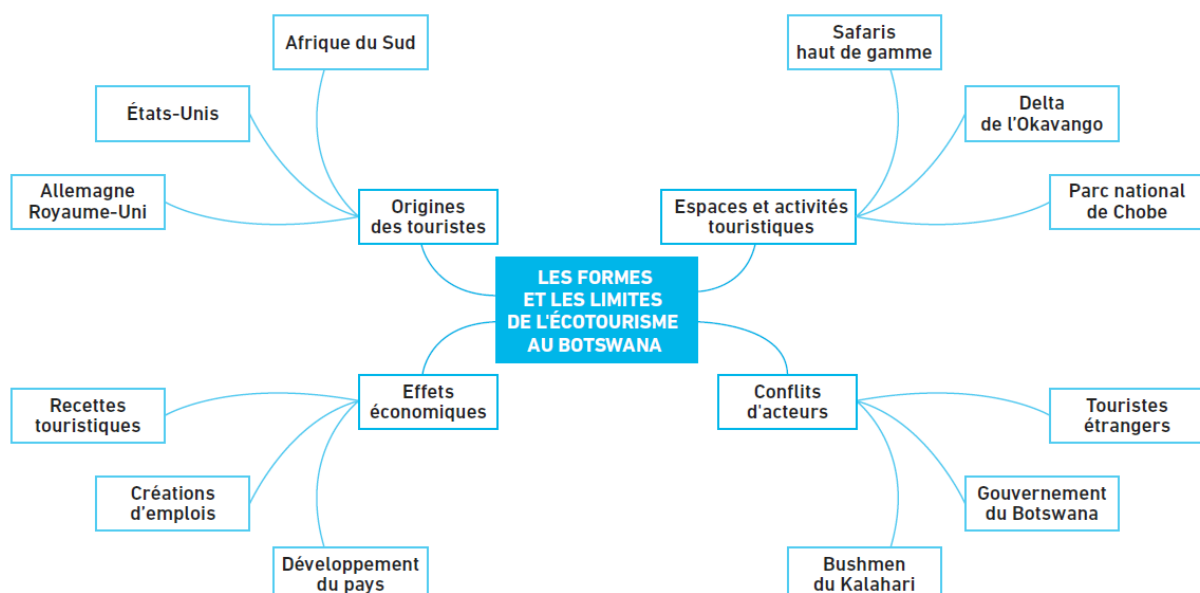 Afrique du Sud
États-Unis
Allemagne
Royaume-Uni
Origines
des touristes
Safaris
haut de gamme
Delta
de l'Okavango
Parc national
de Chobe
Espaces et activités
touristiques
LES FORMES
ET LES LIMITES
DE L'ÉCOTOURISME
AU BOTSWANA
Effets
économiques
Recettes
touristiques
Créations
d'emplois
Développement
du pays
Conflits
d'acteurs
Touristes
étrangers
Gouvernement
du Botswana
Bushmen
du Kalahari